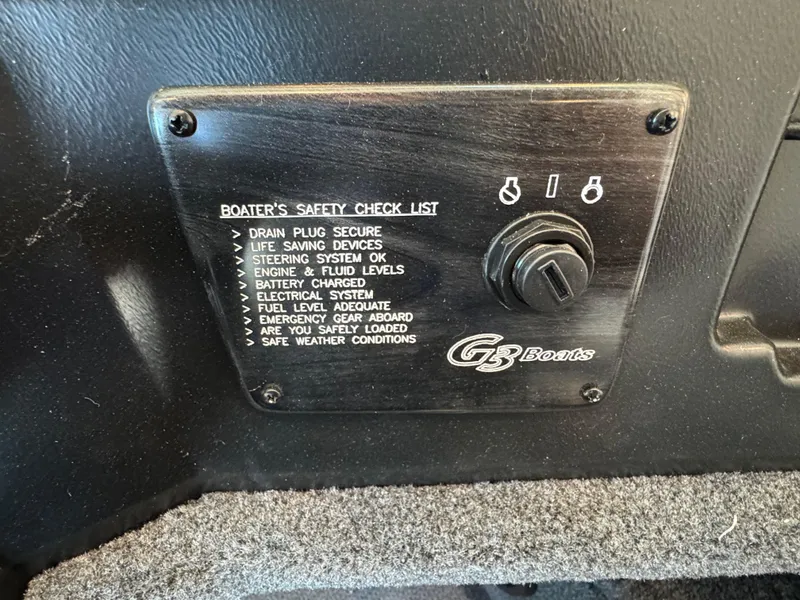 BOATER'S SAFETY CHECK LIST
> DRAIN PLUG SECURE
> LIFE SAVING DEVICES
> STEERING SYSTEM OK
> ENGINE & FLUID LEVELS
> BATTERY CHARGED
> ELECTRICAL SYSTEM
> FUEL LEVEL ADEQUATE
> EMERGENCY GEAR ABOARD
> ARE YOU SAFELY LOADED
> SAFE WEATHER CONDITIONS
G3 Boats